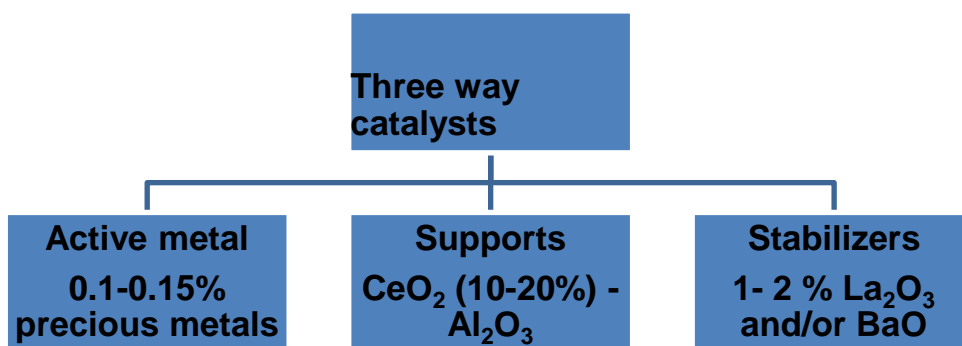 Three way
catalysts
Active metal
0.1-0.15%
precious metals
Supports
CeO₂ (10-20%) -
Al₂O₃
Stabilizers
1- 2 % La₂O₃
and/or BaO